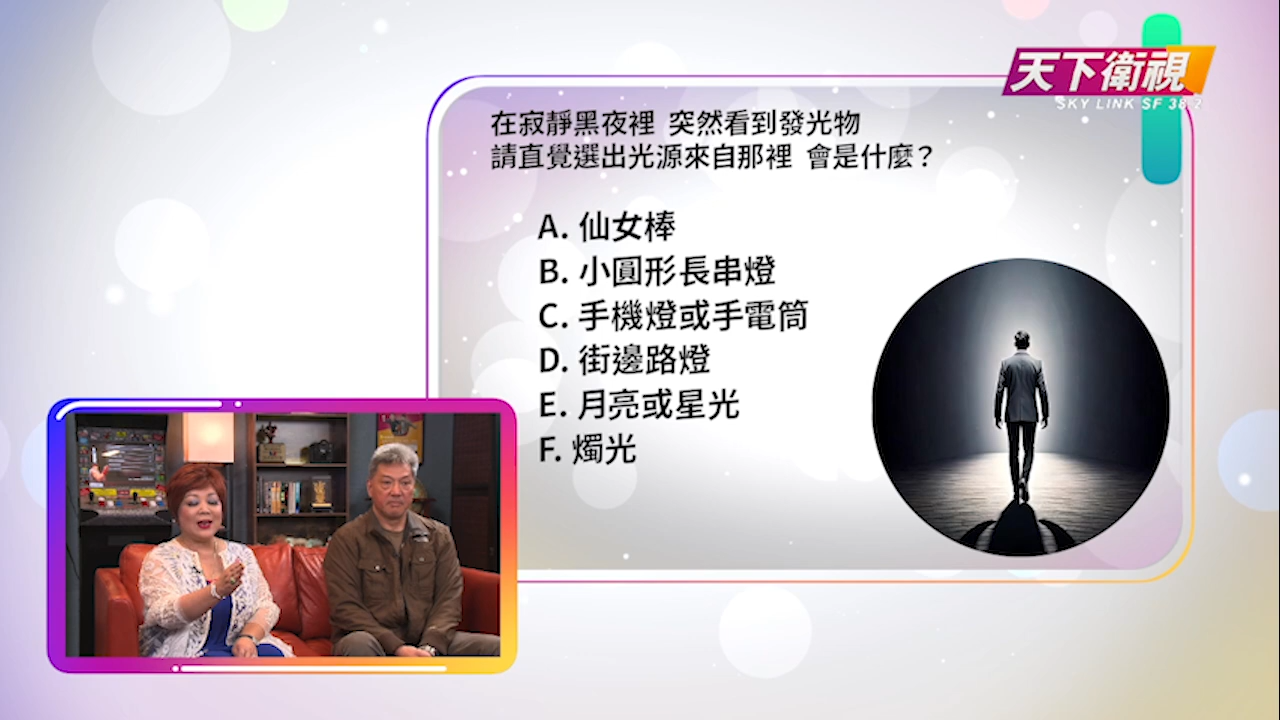 天下衛視
SKY LINK SF 38.2
在寂靜黑夜裡 突然看到發光物
請直覺選出光源來自那裡 會是什麼？
A. 仙女棒
B. 小圓形長串燈
C. 手機燈或手電筒
D. 街邊路燈
E. 月亮或星光
F. 燭光